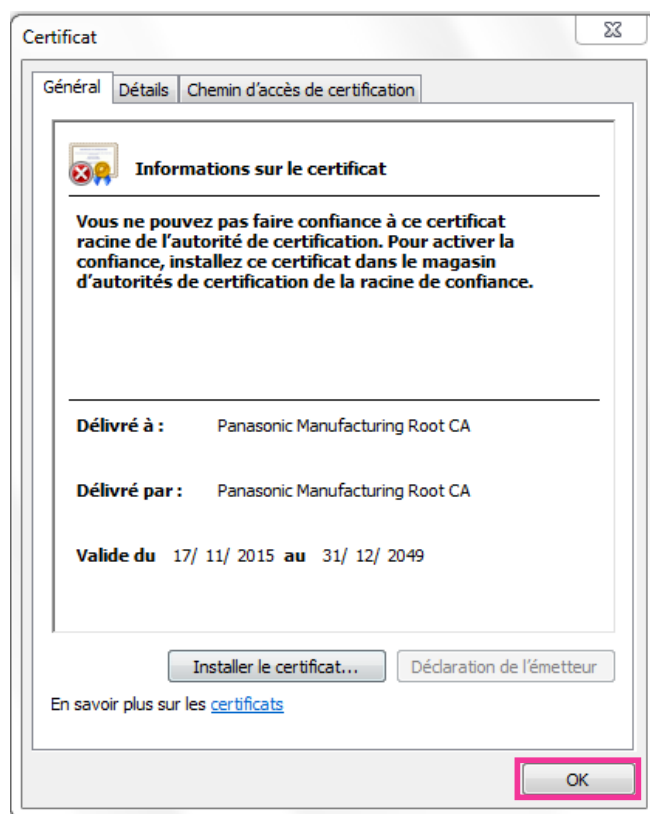 Certificat
Général Détails Chemin d'accès de certification
Informations sur le certificat
Vous ne pouvez pas faire confiance à ce certificat
racine de l'autorité de certification. Pour activer la
confiance, installez ce certificat dans le magasin
d'autorités de certification de la racine de confiance.
Délivré à : Panasonic Manufacturing Root CA
Délivré par : Panasonic Manufacturing Root CA
Valide du 17/ 11/ 2015 au 31/ 12/ 2049
Installer le certificat... Déclaration de l'émetteur
En savoir plus sur les certificats
OK